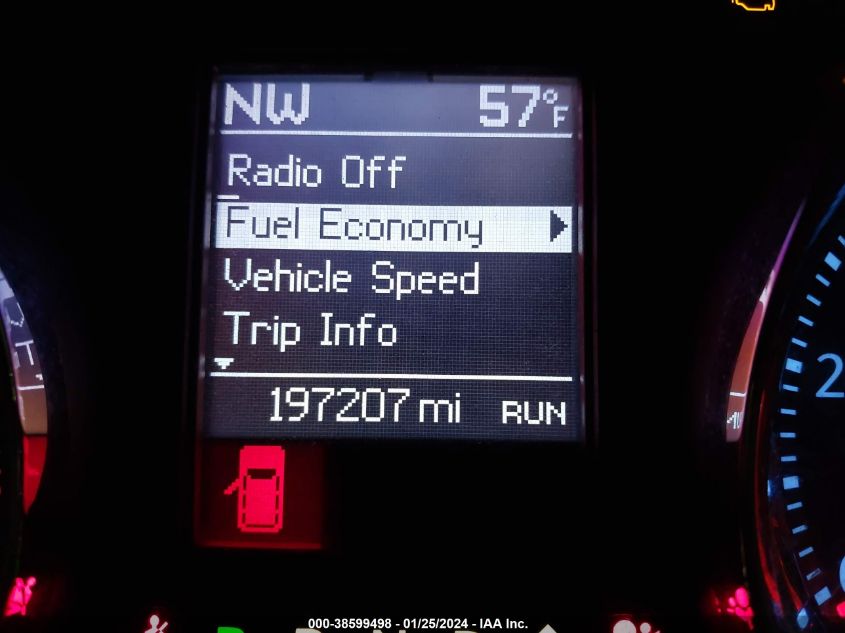 NW 57°F
Radio Off
Fuel Economy
Vehicle Speed
Trip Info
197207 mi RUN
2
000-38599498 - 01/25/2024 - IAA Inc.